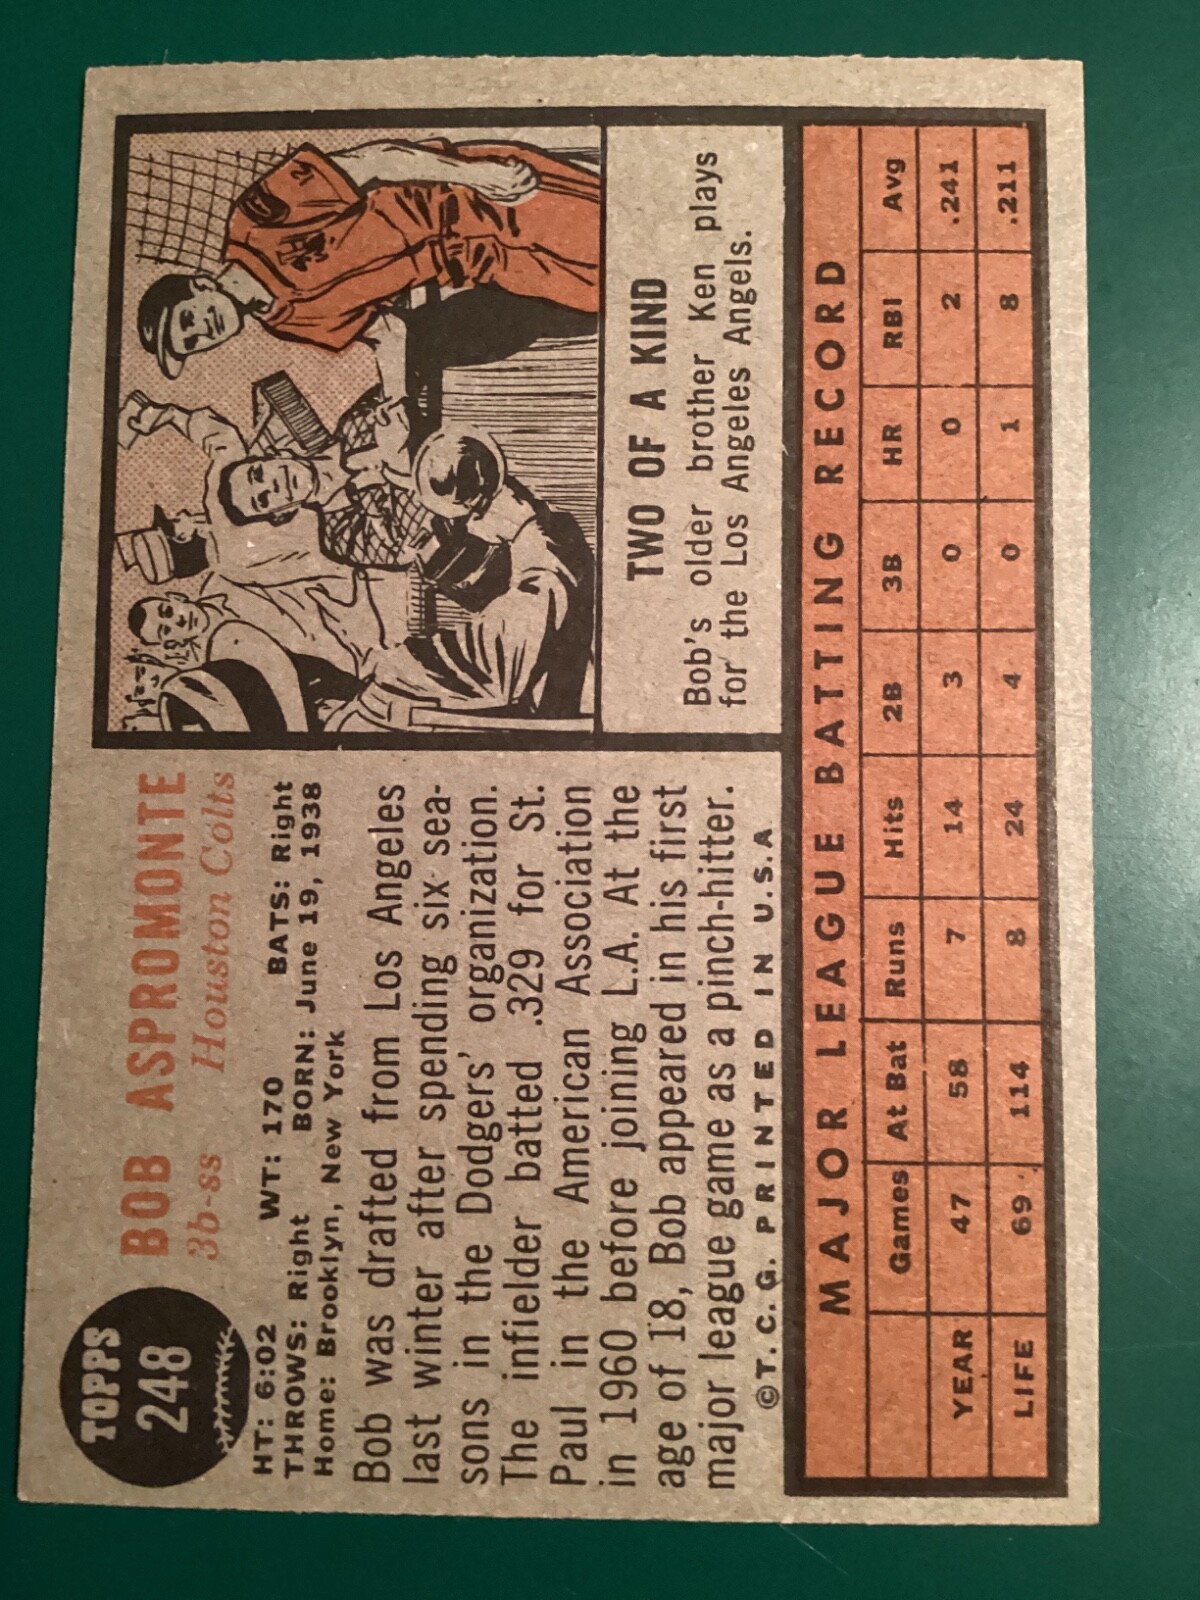 TOPPS
248
BOB ASPROMONTE
3b-ss Houston Colts
HT: 6:02 WT: 170 BATS: Right
THROWS: Right BORN: June 19, 1938
Home: Brooklyn, New York
Bob was drafted from Los Angeles
last winter after spending six sea-
sons in the Dodgers' organization.
The infielder batted .329 for St.
Paul in the American Association
in 1960 before joining L.A. At the
age of 18, Bob appeared in his first
major league game as a pinch-hitter.
©T.C.G. PRINTED IN U.S.A
TWO OF A KIND
Bob's older brother Ken plays
for the Los Angeles Angels.
MAJOR LEAGUE BATTING RECORD
Games At Bat Runs Hits 2B 3B HR RBI Avg
YEAR 47 58 7 14 3 0 0 2 .241
LIFE 69 114 8 24 4 0 1 8 .211